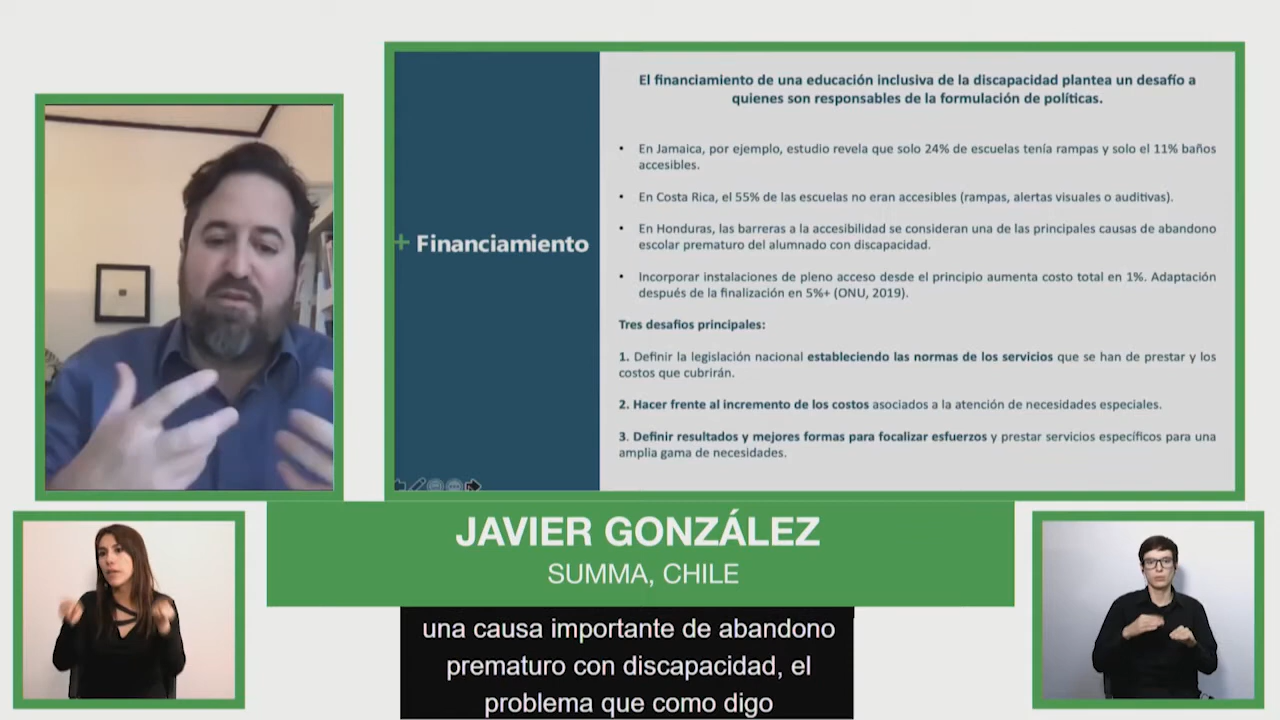 El financiamiento de una educación inclusiva de la discapacidad plantea un desafío a
quienes son responsables de la formulación de políticas.
• En Jamaica, por ejemplo, estudio revela que solo 24% de escuelas tenía rampas y solo el 11% baños
accesibles.
• En Costa Rica, el 55% de las escuelas no eran accesibles (rampas, alertas visuales o auditivas).
+ Financiamiento
• En Honduras, las barreras a la accesibilidad se consideran una de las principales causas de abandono
escolar prematuro del alumnado con discapacidad.
• Incorporar instalaciones de pleno acceso desde el principio aumenta costo total en 1%. Adaptación
después de la finalización en 5%+ (ONU, 2019).
Tres desafíos principales:
1. Definir la legislación nacional estableciendo las normas de los servicios que se han de prestar y los
costos que cubrirán.
2. Hacer frente al incremento de los costos asociados a la atención de necesidades especiales.
3. Definir resultados y mejores formas para focalizar esfuerzos y prestar servicios específicos para una
amplia gama de necesidades.
JAVIER GONZÁLEZ
SUMMA, CHILE
una causa importante de abandono
prematuro con discapacidad, el
problema que como digo